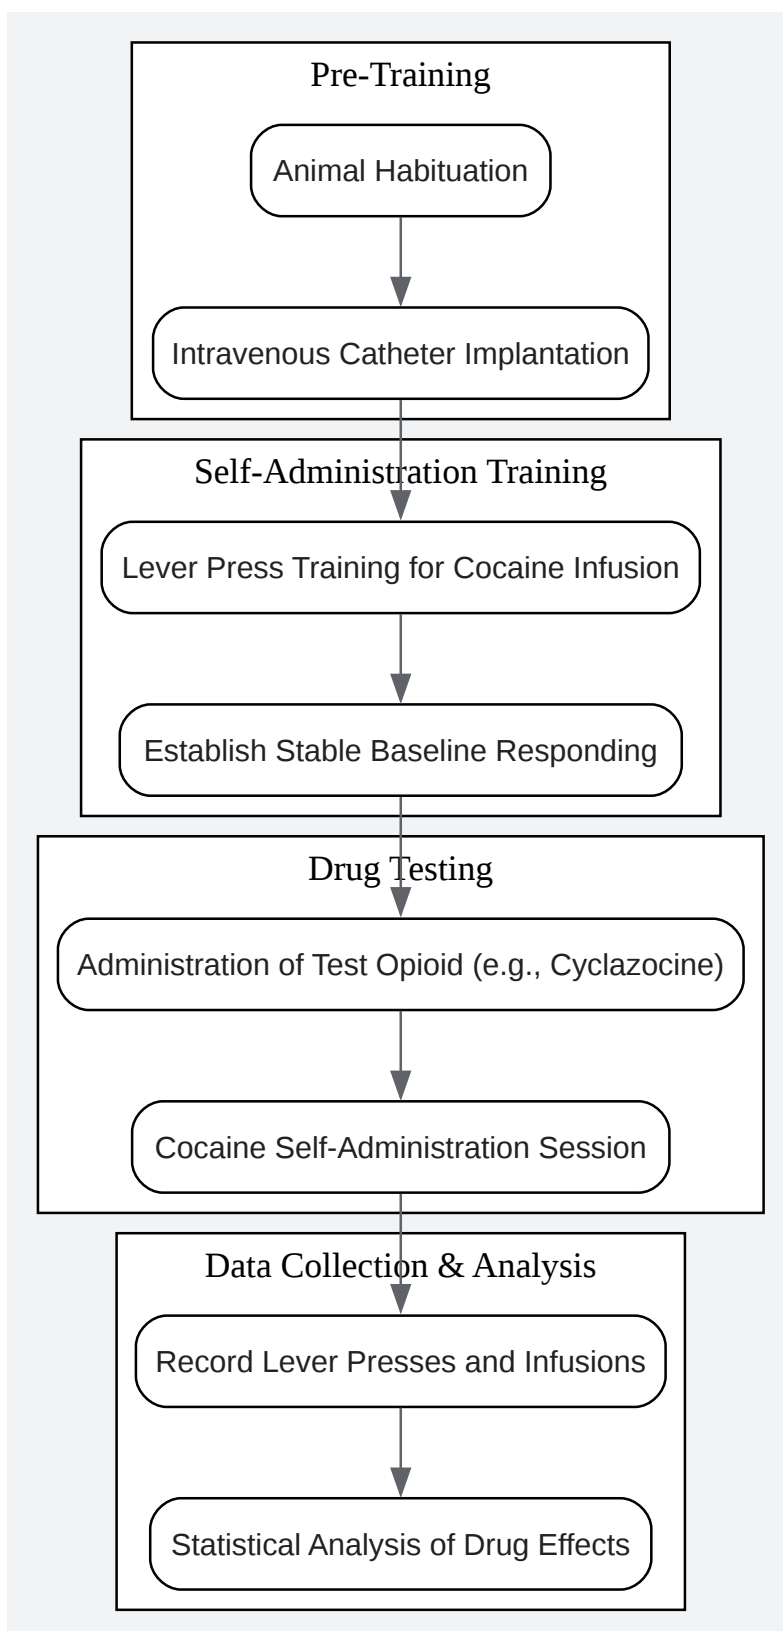 Pre-Training
Animal Habituation
Intravenous Catheter Implantation
Self-Administration Training
Lever Press Training for Cocaine Infusion
Establish Stable Baseline Responding
Drug Testing
Administration of Test Opioid (e.g., Cyclazocine)
Cocaine Self-Administration Session
Data Collection & Analysis
Record Lever Presses and Infusions
Statistical Analysis of Drug Effects